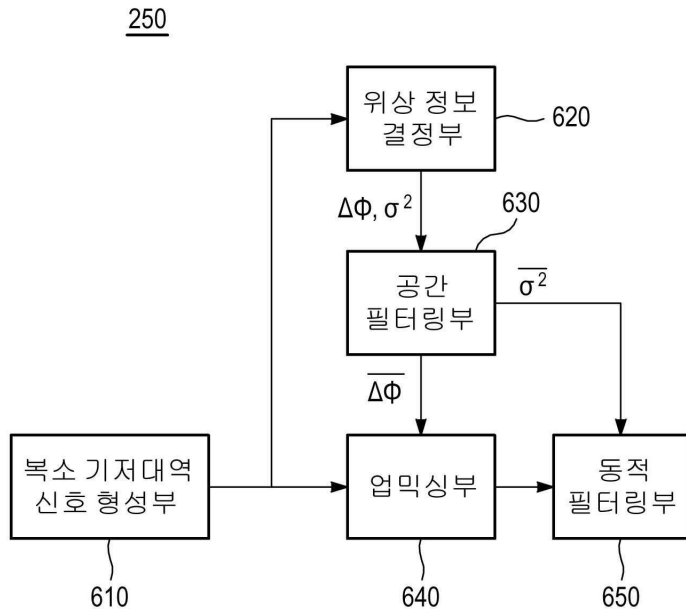 250
위상 정보
결정부
620
ΔΦ, σ²
630
공간
필터링부
σ²
ΔΦ
복소 기저대역
신호 형성부
업믹싱부
동적
필터링부
610
640
650